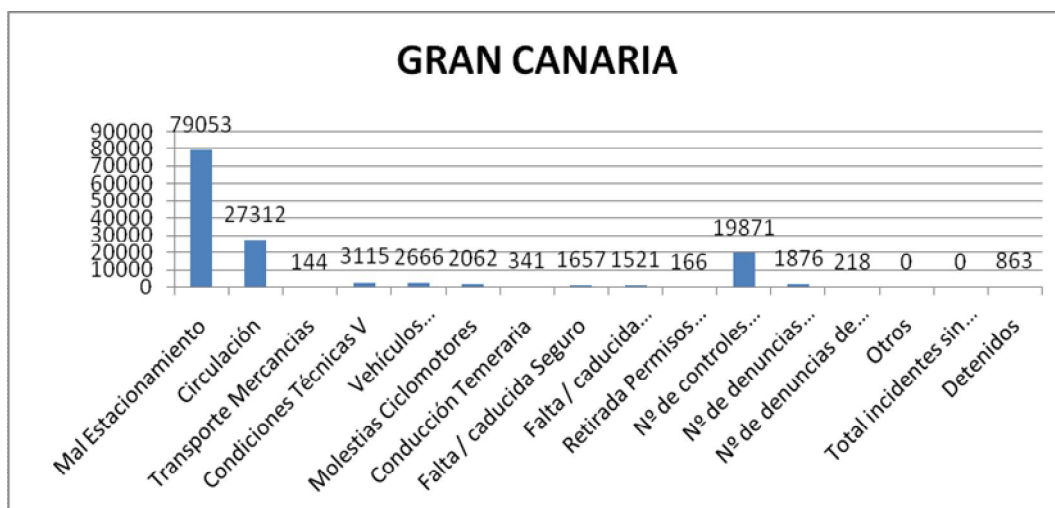 GRAN CANARIA
90000
80000
70000
60000
50000
40000
30000
20000
10000
0
79053
27312
144
3115
2666
2062
341
1657
1521
166
19871
1876
218
0
0
863
Mal Estacionamiento
Circulación
Transporte Mercancias
Condiciones Técnicas V
Vehículos...
Molestias Ciclomotores
Conducción Temeraria
Falta / caducida Seguro
Falta / caducida...
Retirada Permisos...
Nº de controles...
Nº de denuncias...
Nº de denuncias de...
Otros
Total incidentes sin...
Detenidos